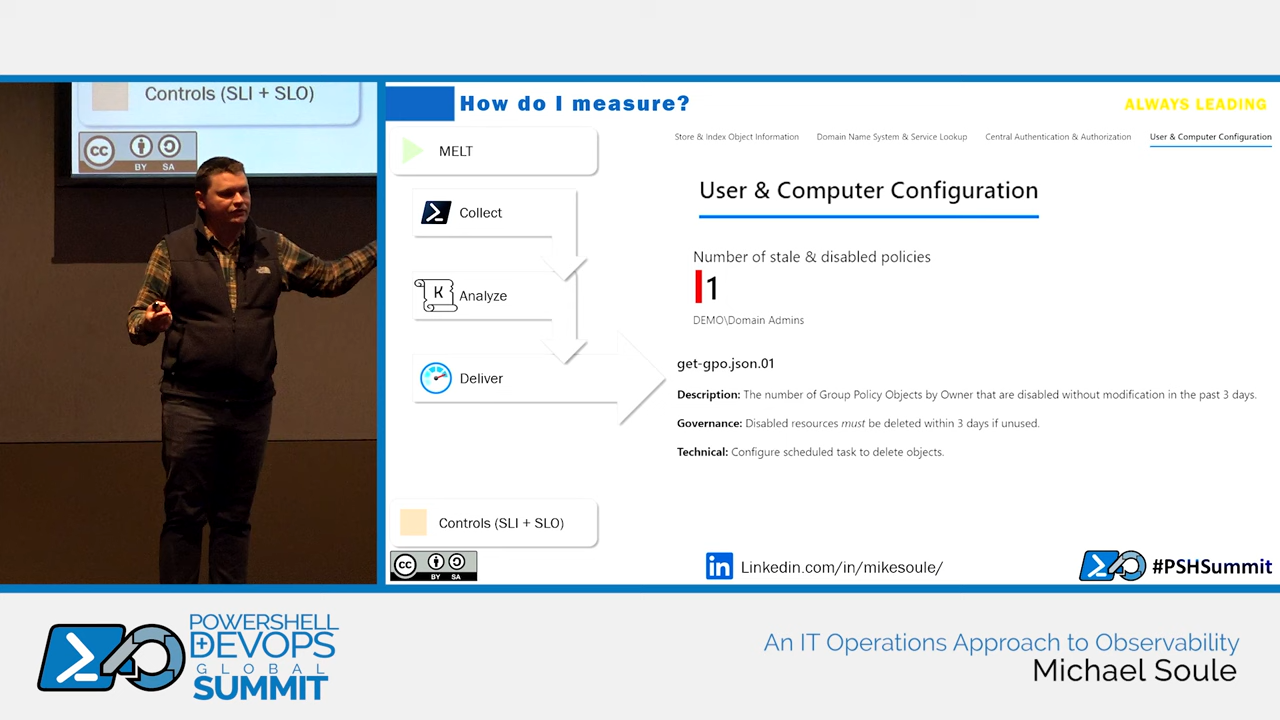 Controls (SLI + SLO)
CC
BY SA
How do I measure?
ALWAYS LEADING
Store & Index Object Information
Domain Name System & Service Lookup
Central Authentication & Authorization
User & Computer Configuration
MELT
Collect
K
Analyze
Deliver
Controls (SLI + SLO)
CC
BY SA
User & Computer Configuration
Number of stale & disabled policies
1
DEMO\Domain Admins
get-gpo.json.01
Description: The number of Group Policy Objects by Owner that are disabled without modification in the past 3 days.
Governance: Disabled resources must be deleted within 3 days if unused.
Technical: Configure scheduled task to delete objects.
in Linkedin.com/in/mikesoule/
#PSHSummit
POWERSHELL
+DEVOPS
GLOBAL
SUMMIT
An IT Operations Approach to Observability
Michael Soule